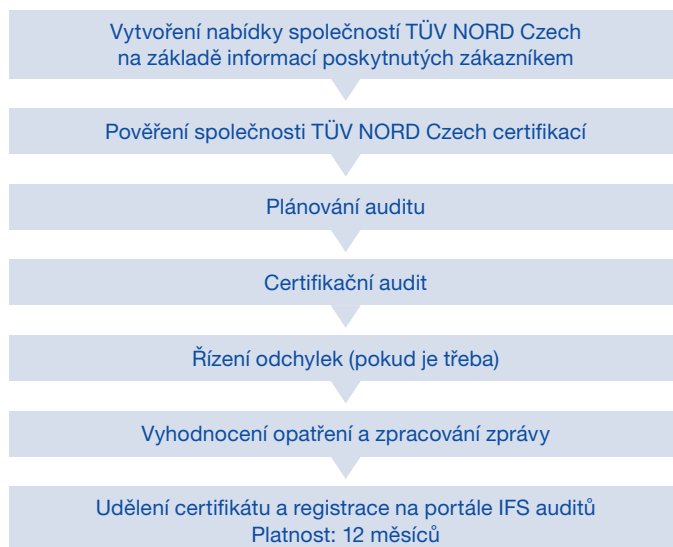 Vytvoření nabídky společností TÜV NORD Czech
na základě informací poskytnutých zákazníkem
Pověření společnosti TÜV NORD Czech certifikací
Plánování auditu
Certifikační audit
Řízení odchylek (pokud je třeba)
Vyhodnocení opatření a zpracování zprávy
Udělení certifikátu a registrace na portále IFS auditů
Platnost: 12 měsíců